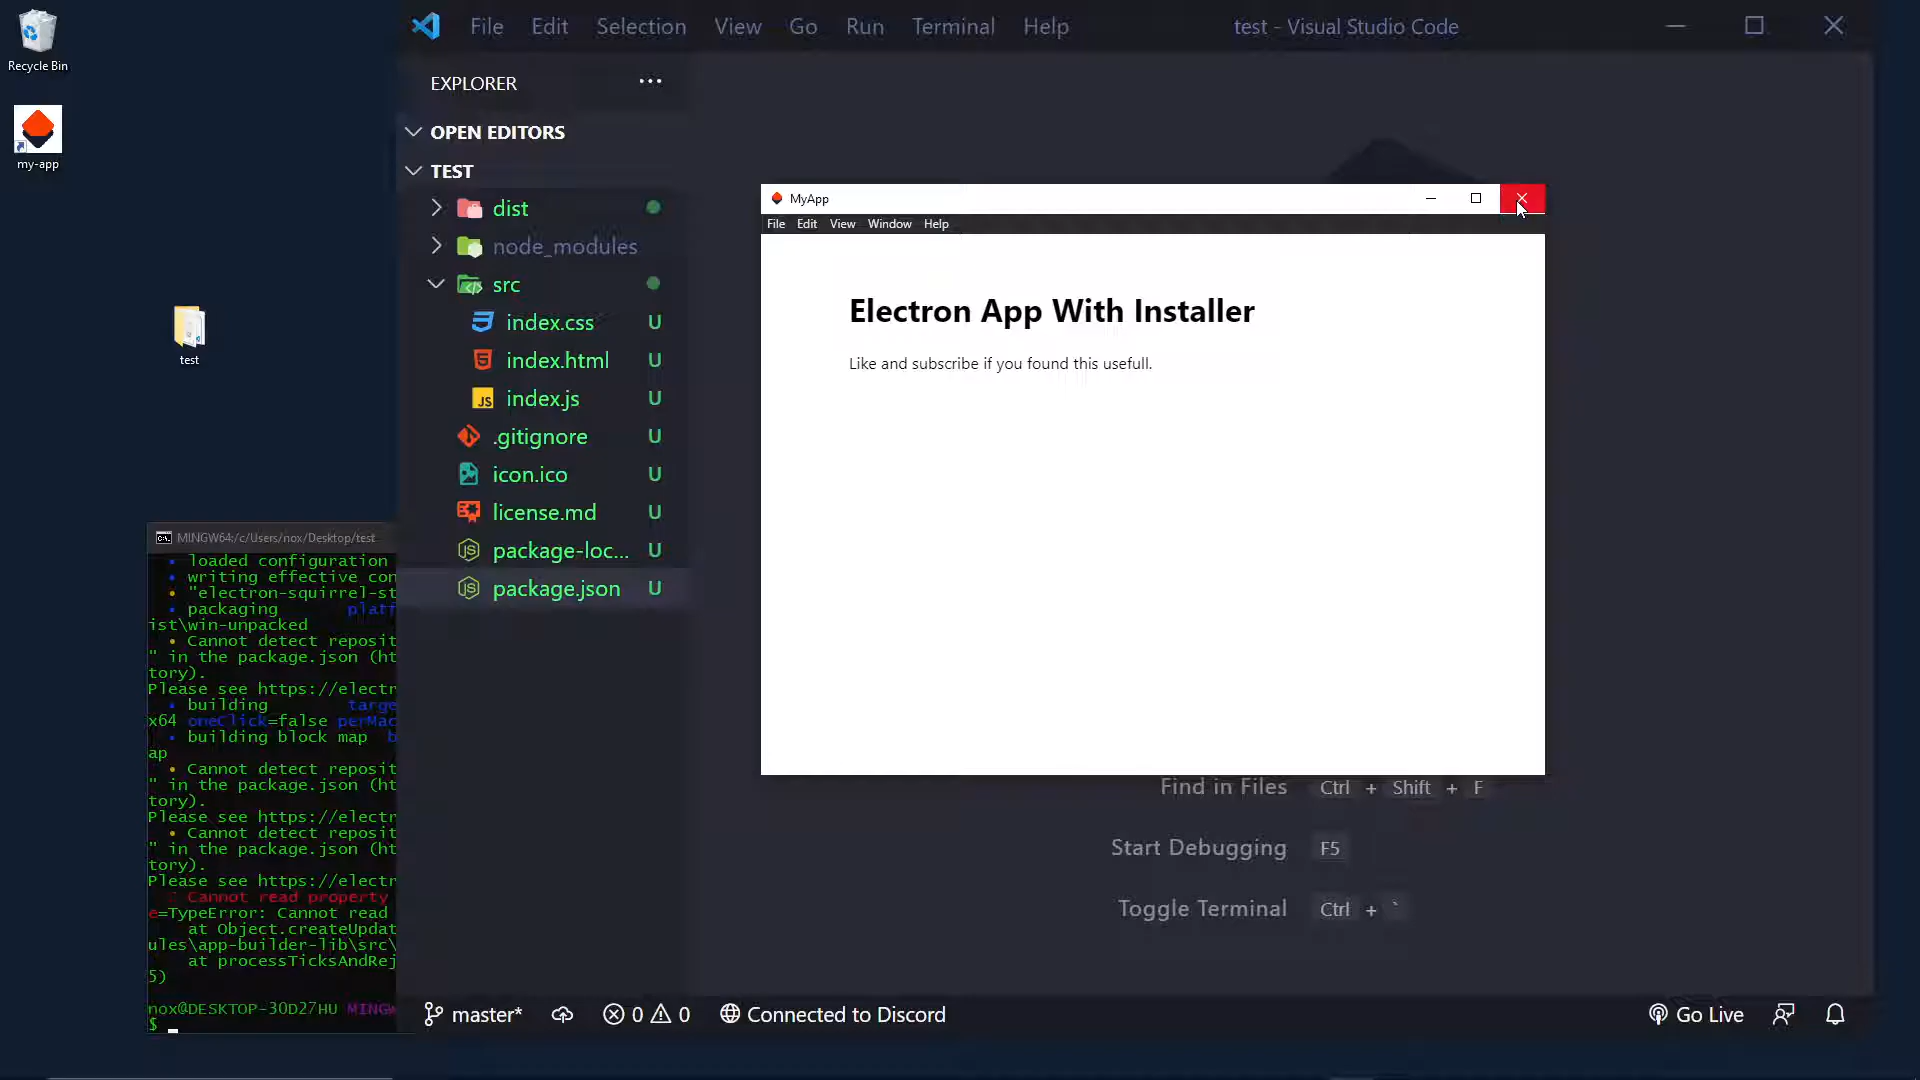 Recycle Bin
my-app
test
File Edit Selection View Go Run Terminal Help
test - Visual Studio Code
EXPLORER
OPEN EDITORS
TEST
dist
node_modules
src
index.css U
index.html U
index.js U
.gitignore U
icon.ico U
license.md U
package-loc... U
package.json U
MyApp
File Edit View Window Help
Electron App With Installer
Like and subscribe if you found this usefull.
Find in Files Ctrl + Shift + F
Start Debugging F5
Toggle Terminal Ctrl + `
MINGW64:/c/Users/nox/Desktop/test
• loaded configuration
• writing effective con
• "electron-squirrel-st
• packaging platf
ist\win-unpacked
• Cannot detect reposit
" in the package.json (ht
tory).
Please see https://electr
• building targe
x64 oneClick=false perMac
• building block map b
ap
• Cannot detect reposit
" in the package.json (ht
tory).
Please see https://electr
• Cannot detect reposit
" in the package.json (ht
tory).
Please see https://electr
Cannot read property
e=TypeError: Cannot read
at Object.createUpdat
ules\app-builder-lib\src\
at processTicksAndRej
5)
nox@DESKTOP-3OD27HU MINGW
$
master* 0 0 Connected to Discord
Go Live